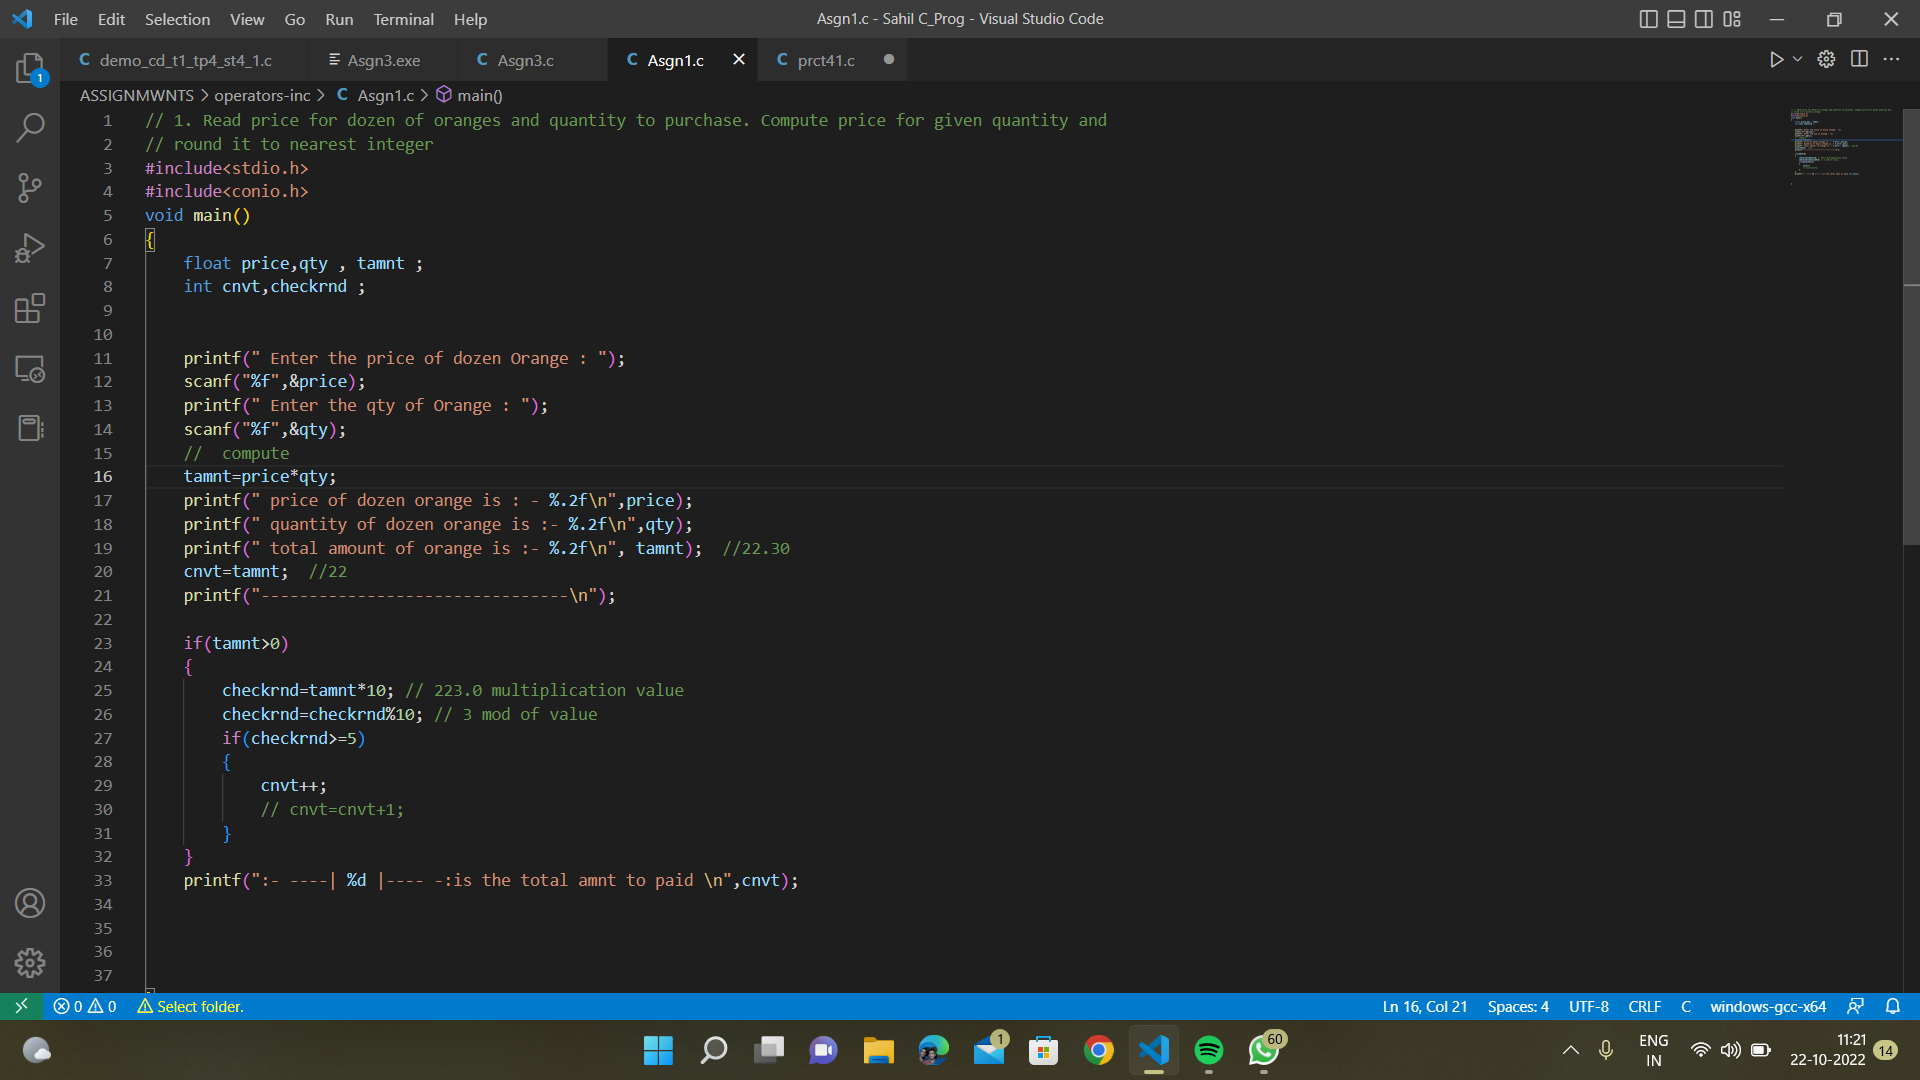 File Edit Selection View Go Run Terminal Help
Asgn1.c - Sahil C_Prog - Visual Studio Code
C demo_cd_t1_tp4_st4_1.c
Asgn3.exe
C Asgn3.c
C Asgn1.c
C prct41.c
1
ASSIGNMWNTS > operators-inc > C Asgn1.c > main()
1 // 1. Read price for dozen of oranges and quantity to purchase. Compute price for given quantity and
2 // round it to nearest integer
3 #include<stdio.h>
4 #include<conio.h>
5 void main()
6 {
7 float price,qty , tamnt ;
8 int cnvt,checkrnd ;
9
10
11 printf(" Enter the price of dozen Orange : ");
12 scanf("%f",&price);
13 printf(" Enter the qty of Orange : ");
14 scanf("%f",&qty);
15 //  compute
16 tamnt=price*qty;
17 printf(" price of dozen orange is : - %.2f\n",price);
18 printf(" quantity of dozen orange is :- %.2f\n",qty);
19 printf(" total amount of orange is :- %.2f\n", tamnt);  //22.30
20 cnvt=tamnt;  //22
21 printf("--------------------------------\n");
22
23 if(tamnt>0)
24 {
25 checkrnd=tamnt*10; // 223.0 multiplication value
26 checkrnd=checkrnd%10; // 3 mod of value
27 if(checkrnd>=5)
28 {
29 cnvt++;
30 // cnvt=cnvt+1;
31 }
32 }
33 printf(":- ----| %d |---- -:is the total amnt to paid \n",cnvt);
34
35
36
37
0 0 Select folder. Ln 16, Col 21 Spaces: 4 UTF-8 CRLF C windows-gcc-x64
1
60
ENG
IN
11:21
22-10-2022
14